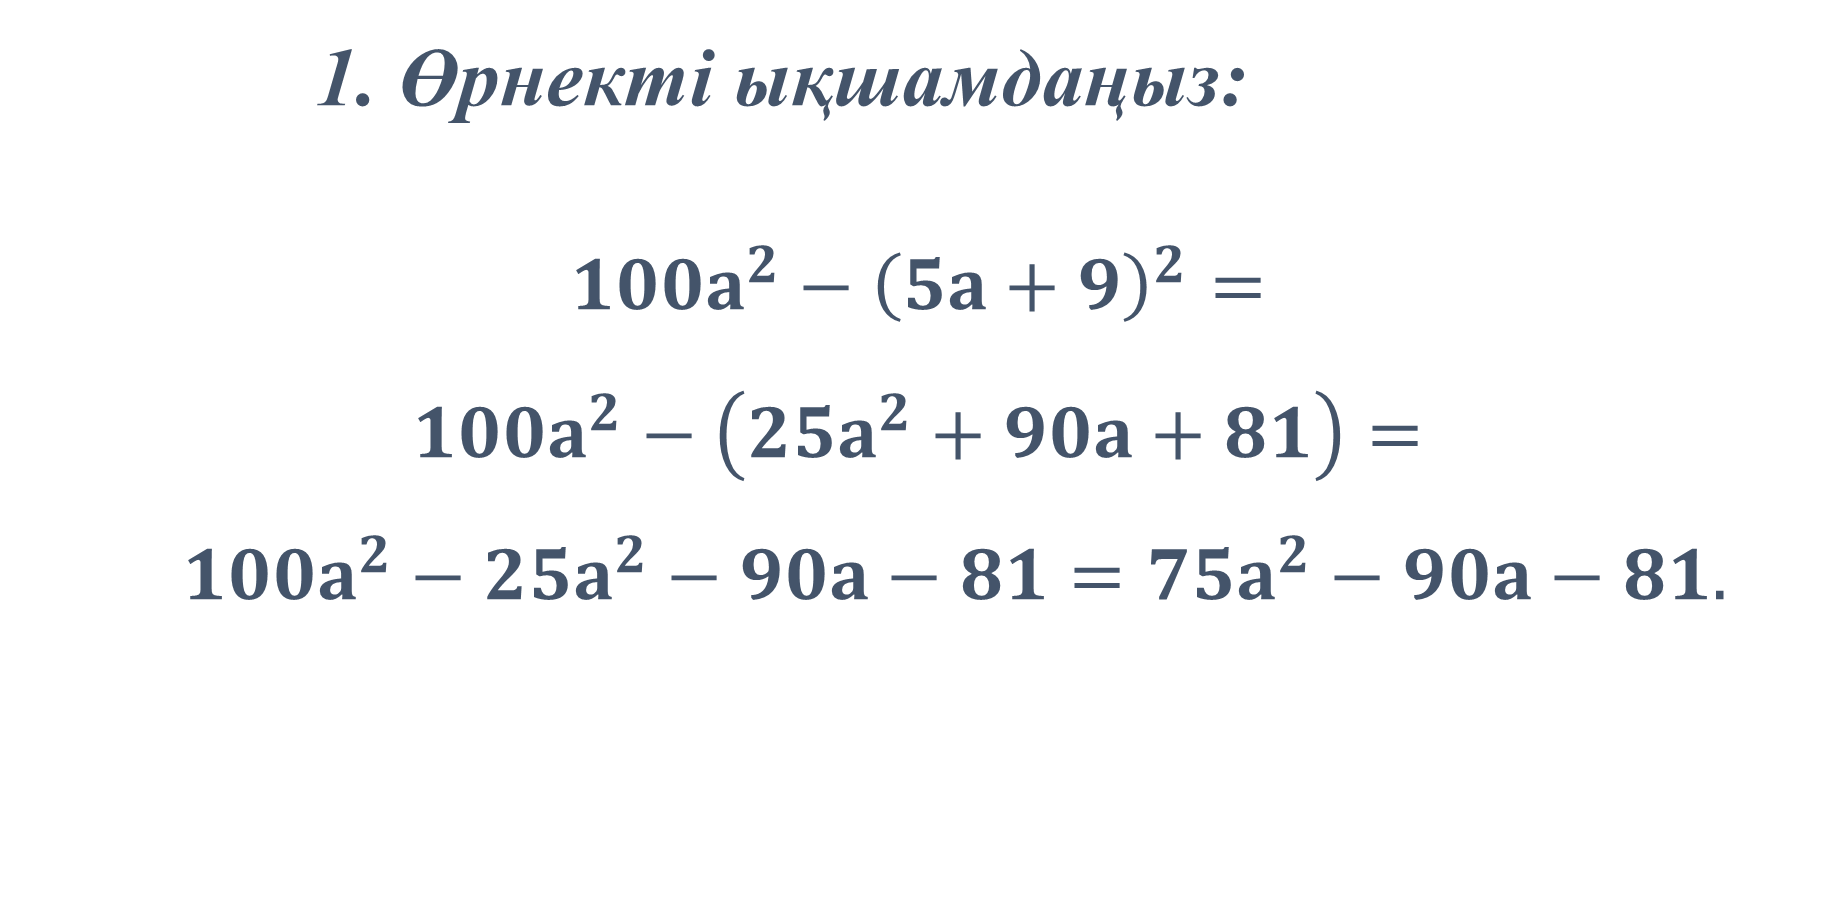 1. Өрнекті ықшамдаңыз:
100a² − (5a + 9)² =
100a² − (25a² + 90a + 81) =
100a² − 25a² − 90a − 81 = 75a² − 90a − 81.